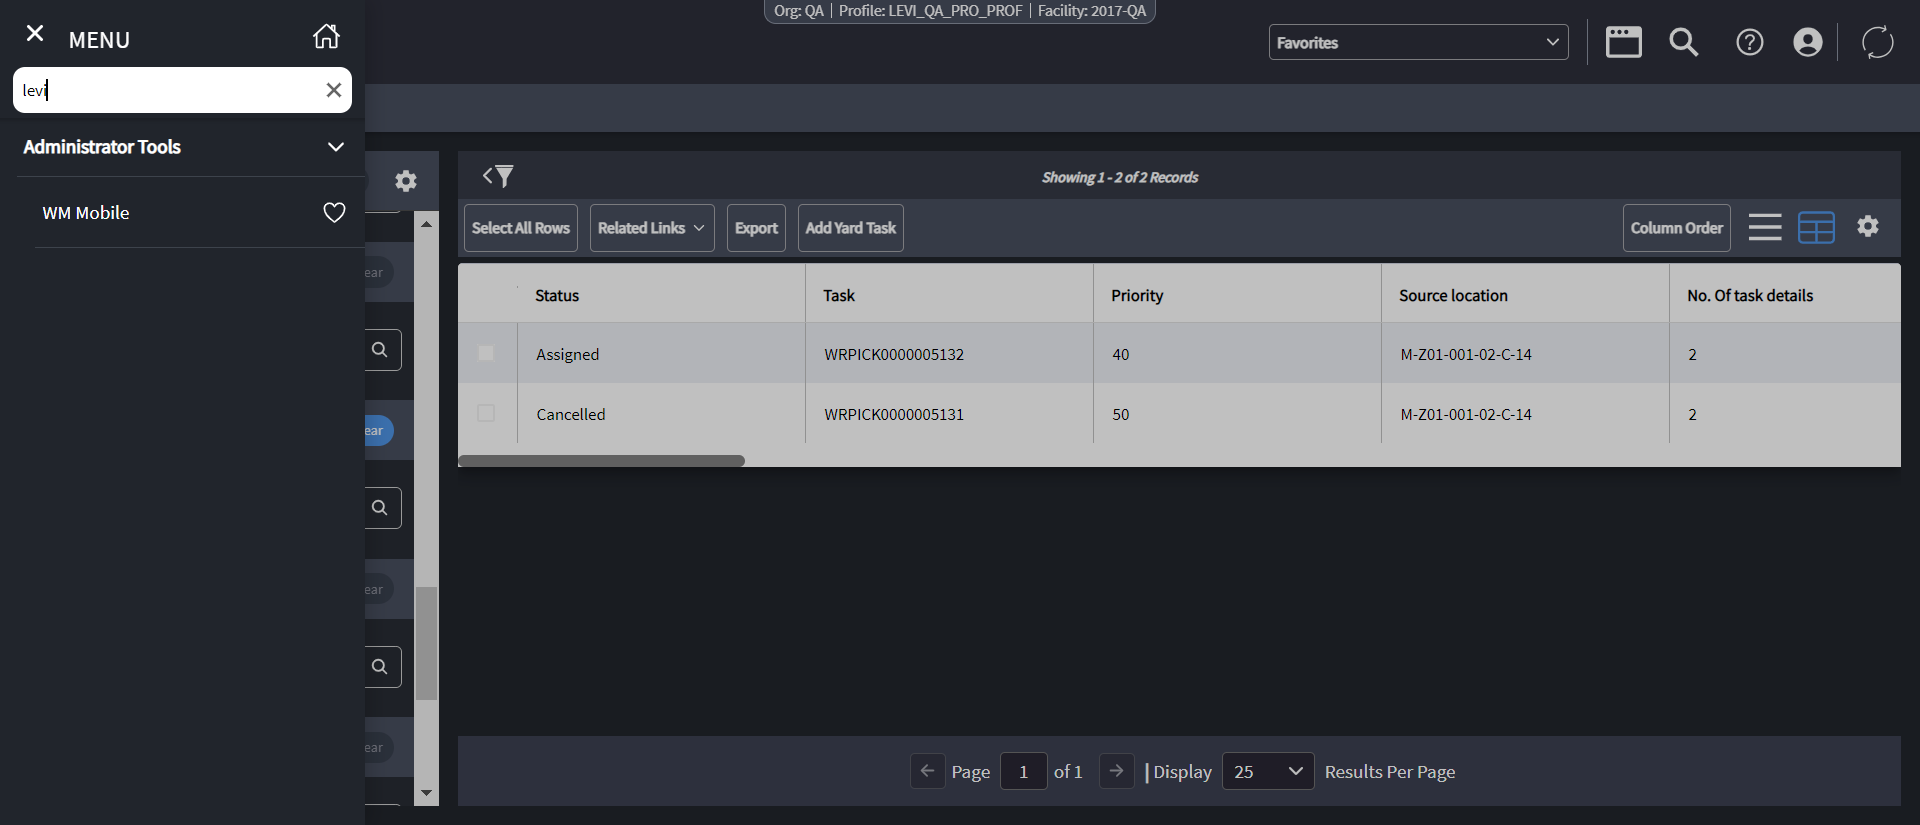 Org: QA | Profile: LEVI_QA_PRO_PROF | Facility: 2017-QA
MENU
Favorites
levi
Administrator Tools
WM Mobile
Showing 1 - 2 of 2 Records
Select All Rows Related Links Export Add Yard Task Column Order
Status Task Priority Source location No. Of task details
Assigned WRPICK0000005132 40 M-Z01-001-02-C-14 2
Cancelled WRPICK0000005131 50 M-Z01-001-02-C-14 2
ear
ear
ear
ear
Page 1 of 1 | Display 25 Results Per Page